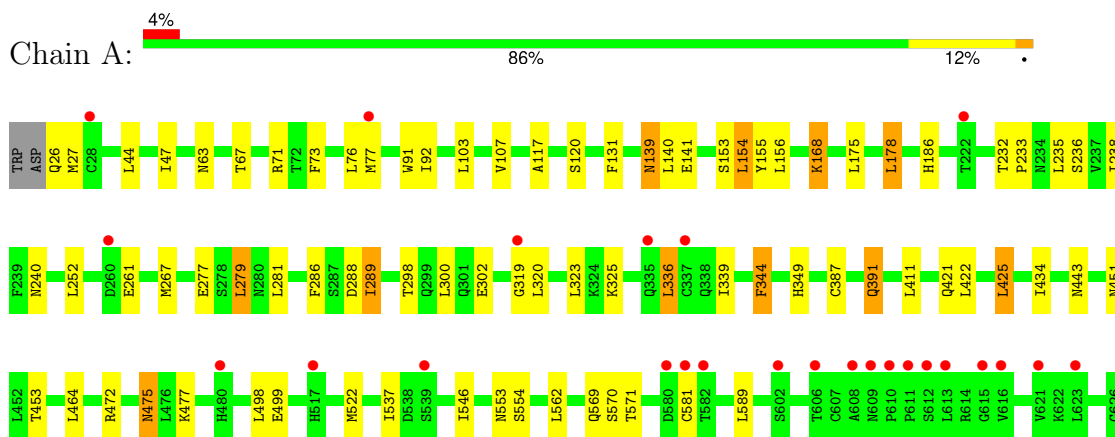 4%
Chain A:
86% 12% •
TRP ASP Q26 M27 C28 L44 I47 N63 T67 R71 T72 F73 L76 M77 W91 I92 L103 V107 A117 S120 F131 N139 L140 E141 S153 L154 Y155 L156 K168 L175 L178 H186 T222 T232 P233 N234 L235 S236 V237
F239 N240 L252 D260 E261 M267 E277 S278 L279 N280 L281 F286 S287 D288 I289 T298 Q299 L300 Q301 E302 G319 L320 L323 K324 K325 Q335 L336 C337 Q338 I339 F344 H349 C387 Q391 L411 Q421 L422 L425 I434 N443 N451
L452 T453 L464 R472 N475 L476 K477 H480 L498 E499 H517 M522 I537 D538 S539 I546 N553 S554 L562 Q569 S570 T571 D580 C581 T582 L589 S602 T606 C607 A608 N609 P610 P611 S612 L613 R614 G615 V616 V621 K622 L623